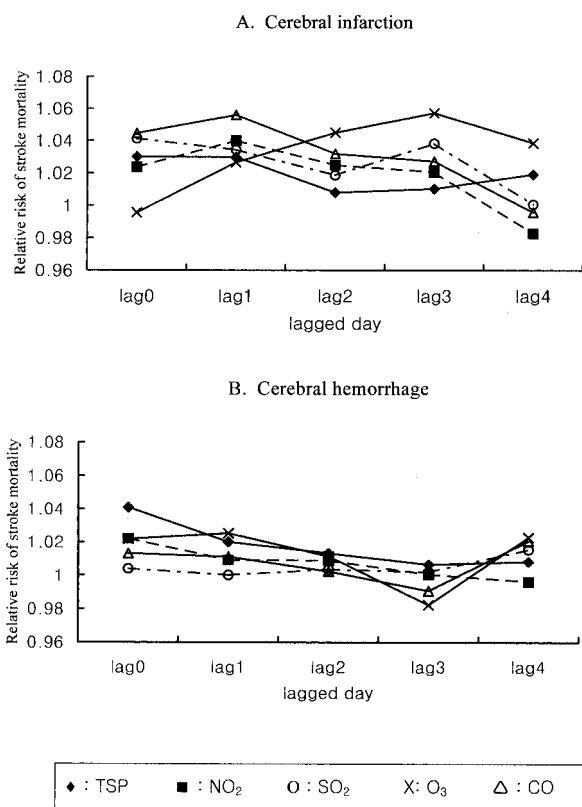 A. Cerebral infarction
Relative risk of stroke mortality
1.08
1.06
1.04
1.02
1
0.98
0.96
lag0 lag1 lag2 lag3 lag4
lagged day
B. Cerebral hemorrhage
Relative risk of stroke mortality
1.08
1.06
1.04
1.02
1
0.98
0.96
lag0 lag1 lag2 lag3 lag4
lagged day
◆ : TSP ■ : NO₂ O : SO₂ X : O₃ △ : CO